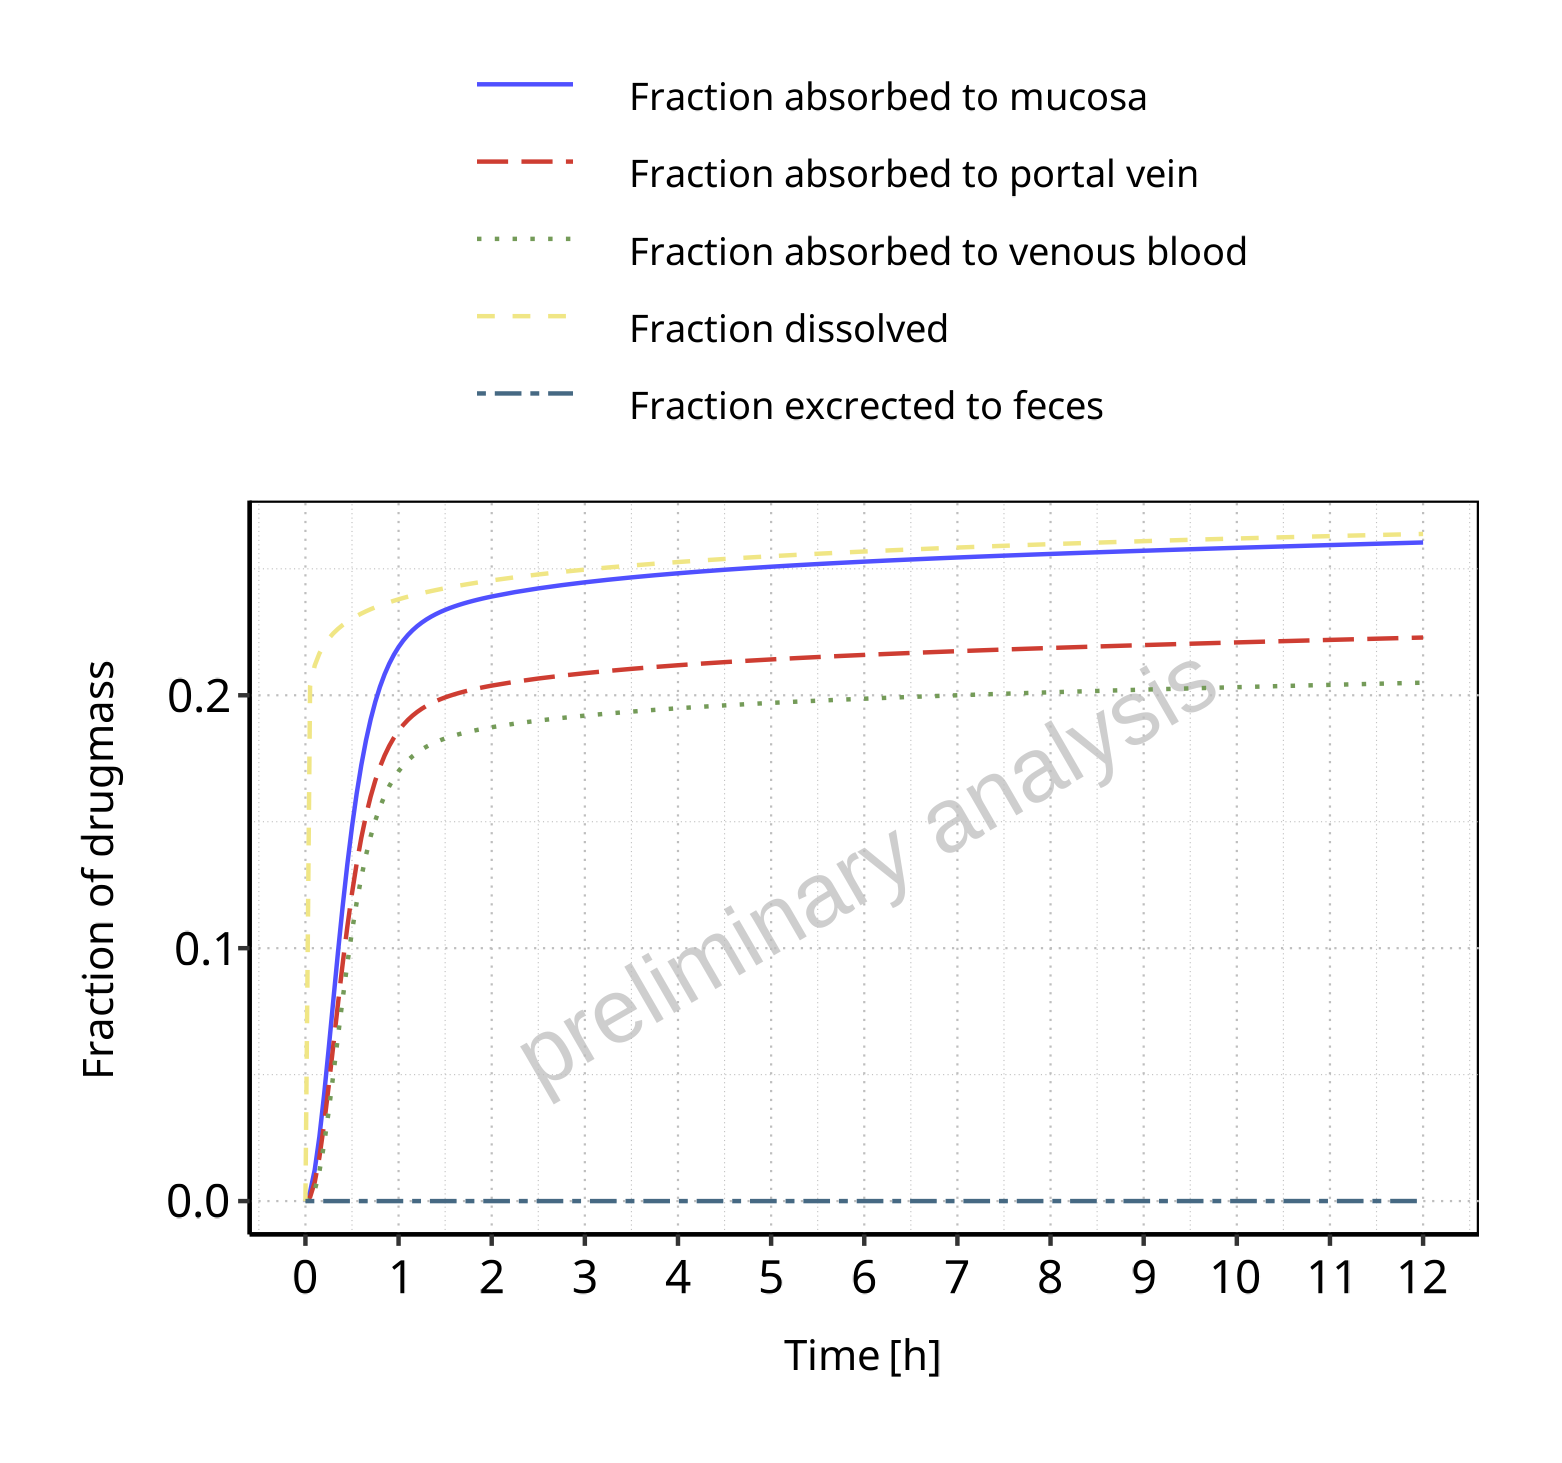 Fraction absorbed to mucosa
Fraction absorbed to portal vein
Fraction absorbed to venous blood
Fraction dissolved
Fraction excrected to feces
Fraction of drugmass
0.2
0.1
0.0
preliminary analysis
0 1 2 3 4 5 6 7 8 9 10 11 12
Time [h]